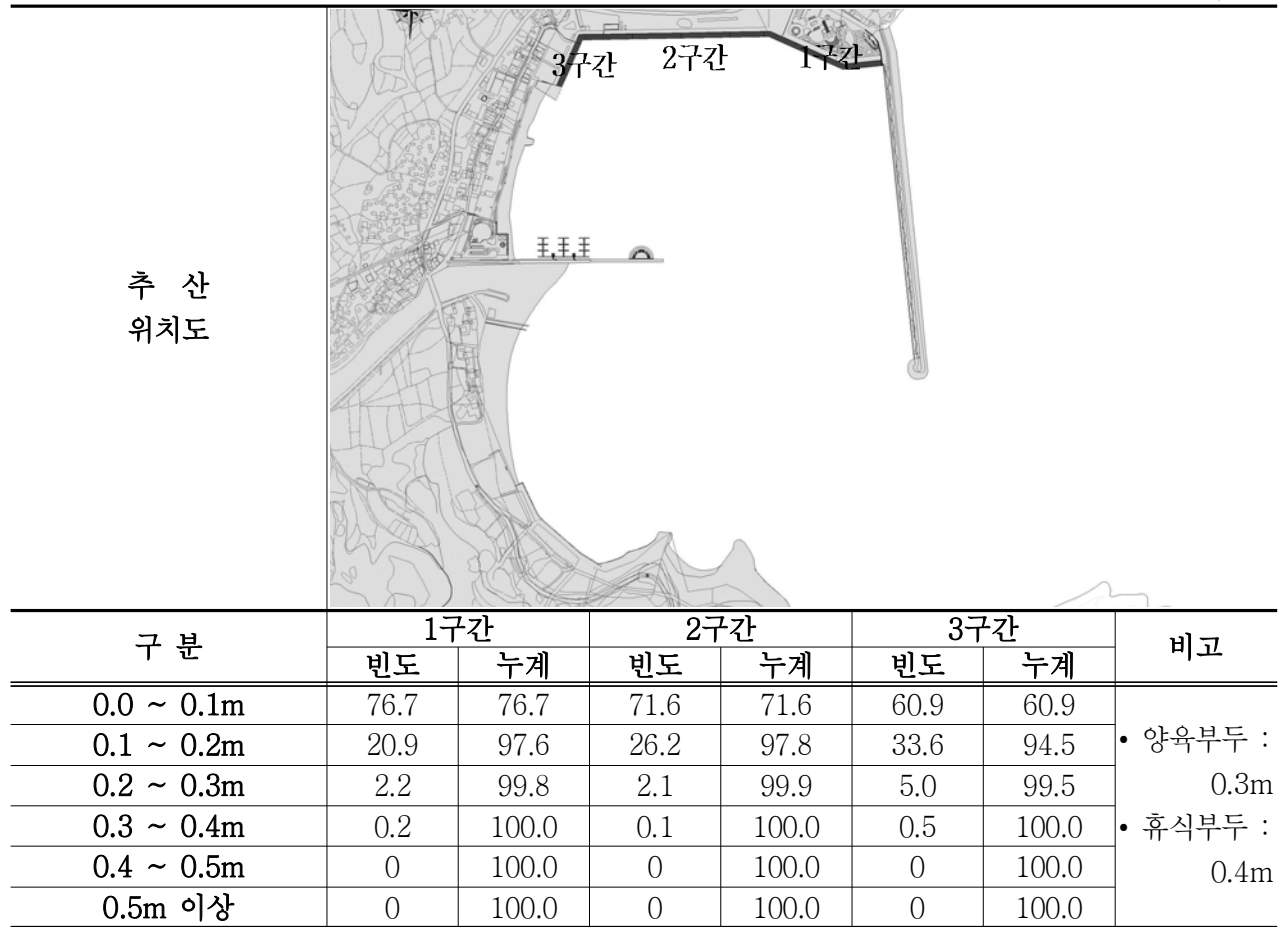 3구간 2구간 1구간
추 산
위치도
구 분 1구간 2구간 3구간 비고
빈도 누계 빈도 누계 빈도 누계
0.0 ~ 0.1m 76.7 76.7 71.6 71.6 60.9 60.9
0.1 ~ 0.2m 20.9 97.6 26.2 97.8 33.6 94.5 • 양육부두 :
0.2 ~ 0.3m 2.2 99.8 2.1 99.9 5.0 99.5 0.3m
0.3 ~ 0.4m 0.2 100.0 0.1 100.0 0.5 100.0 • 휴식부두 :
0.4 ~ 0.5m 0 100.0 0 100.0 0 100.0 0.4m
0.5m 이상 0 100.0 0 100.0 0 100.0